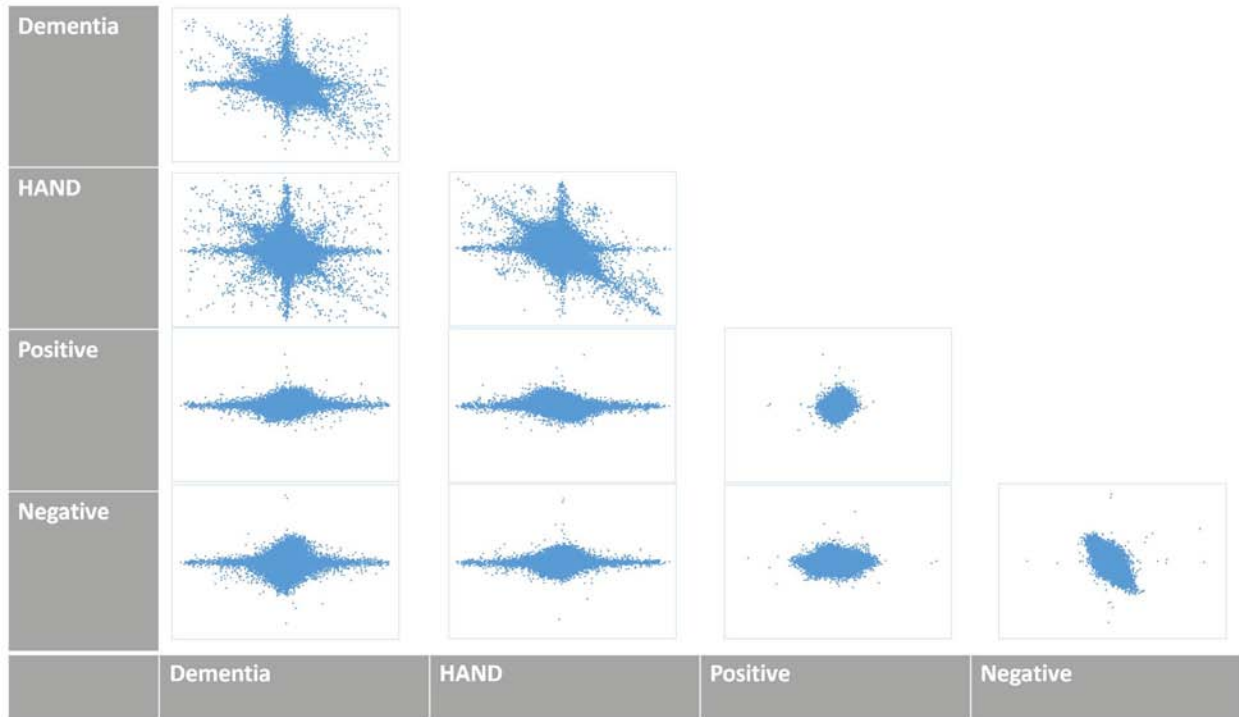 Dementia
HAND
Positive
Negative
Dementia HAND Positive Negative